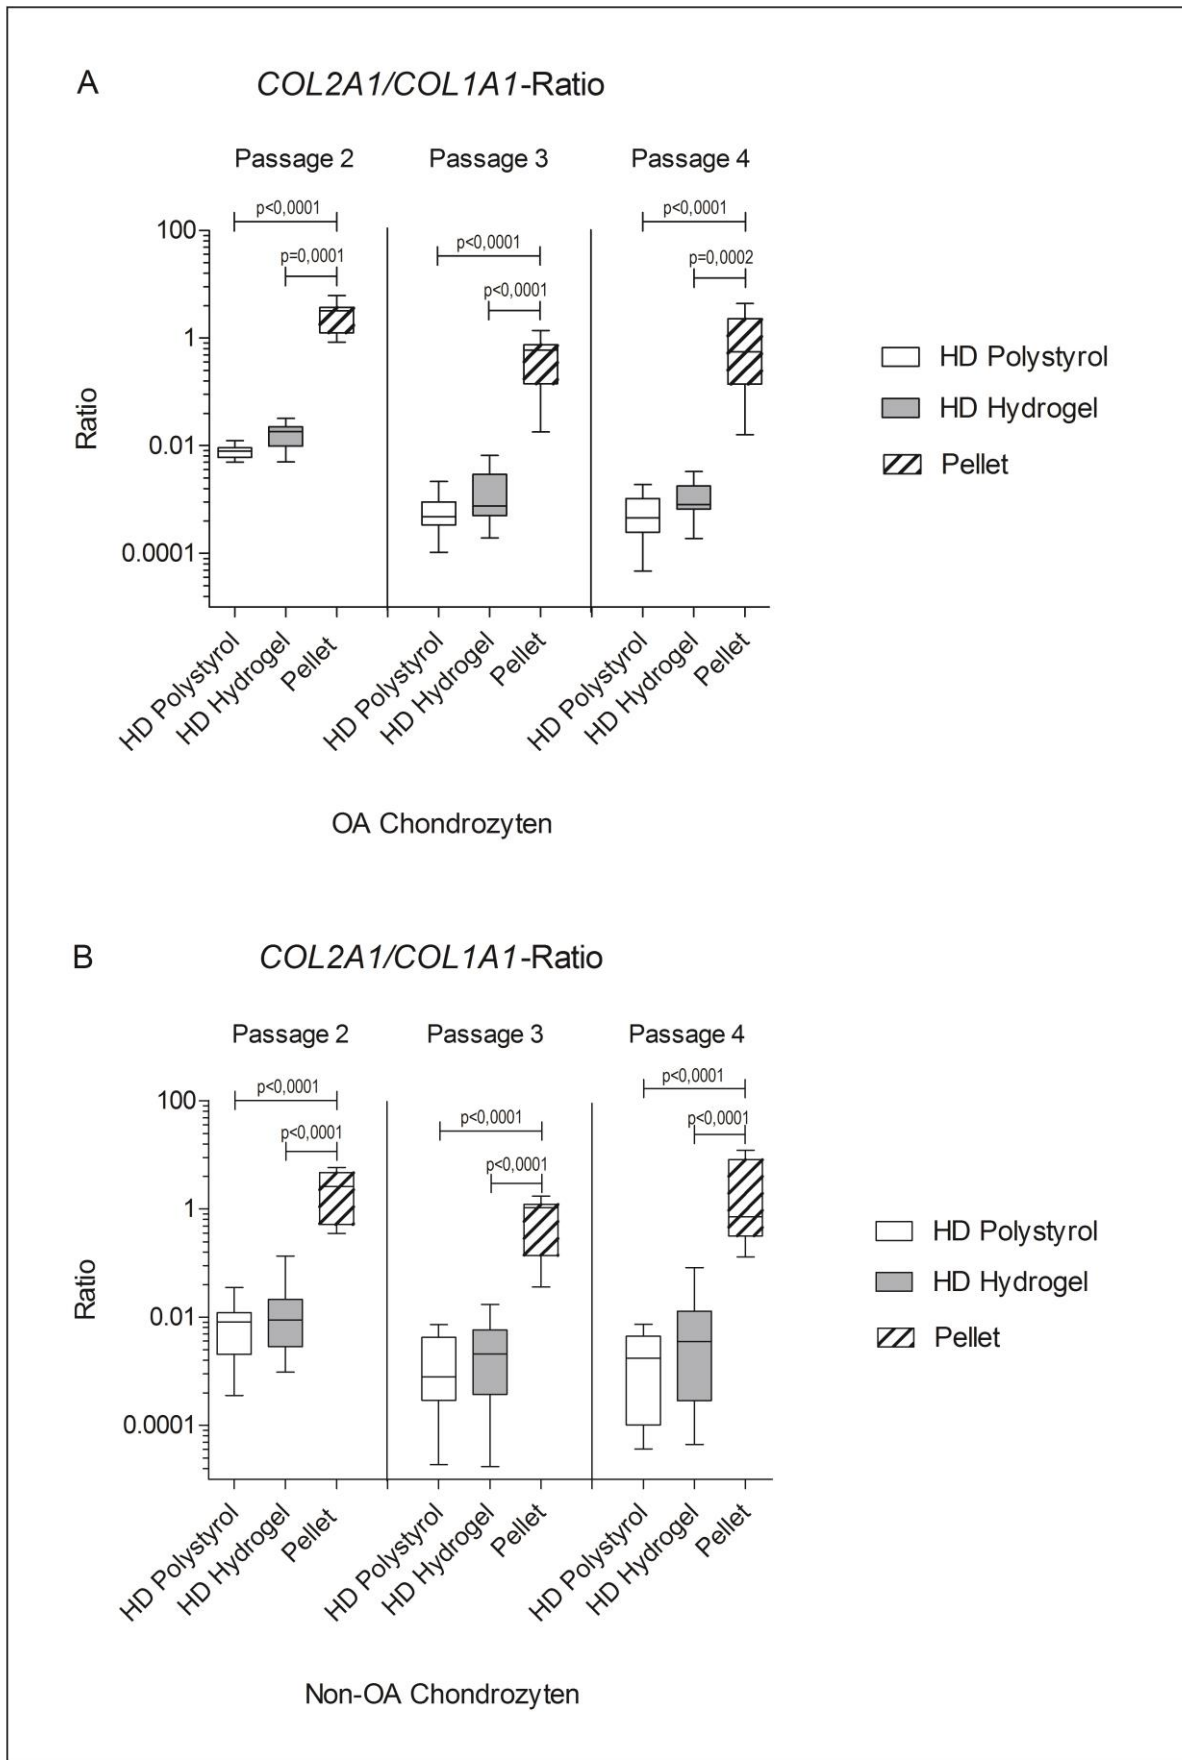 A
COL2A1/COL1A1-Ratio
Passage 2
Passage 3
Passage 4
p<0,0001
p=0,0001
p<0,0001
p<0,0001
p<0,0001
p=0,0002
100
1
0.01
0.0001
Ratio
HD Polystyrol
HD Hydrogel
Pellet
HD Polystyrol
HD Hydrogel
Pellet
HD Polystyrol
HD Hydrogel
Pellet
HD Polystyrol
HD Hydrogel
Pellet
OA Chondrozyten
B
COL2A1/COL1A1-Ratio
Passage 2
Passage 3
Passage 4
p<0,0001
p<0,0001
p<0,0001
p<0,0001
p<0,0001
p<0,0001
100
1
0.01
0.0001
Ratio
HD Polystyrol
HD Hydrogel
Pellet
HD Polystyrol
HD Hydrogel
Pellet
HD Polystyrol
HD Hydrogel
Pellet
HD Polystyrol
HD Hydrogel
Pellet
Non-OA Chondrozyten